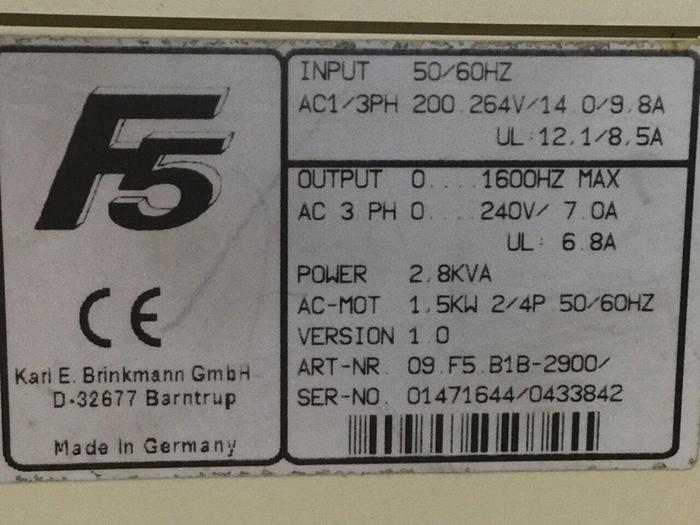 F5
Karl E. Brinkmann GmbH
D-32677 Barntrup
Made in Germany
INPUT 50/60HZ
AC1/3PH 200 264V/14.0/9.8A
UL:12.1/8.5A
OUTPUT 0....1600HZ MAX
AC 3 PH 0....240V/ 7.0A
UL: 6.8A
POWER 2.8KVA
AC-MOT 1.5KW 2/4P 50/60HZ
VERSION 1.0
ART-NR. 09.F5.B1B-2900/
SER-NO. 01471644/0433842